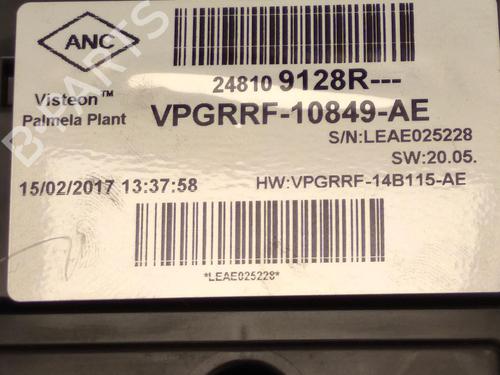 ANC
24810 9128R---
Visteon™
Palmela Plant
VPGRRF-10849-AE
S/N:LEAE025228
SW:20.05.
15/02/2017 13:37:58
HW:VPGRRF-14B115-AE
*LEAE025228*
B-PARTS